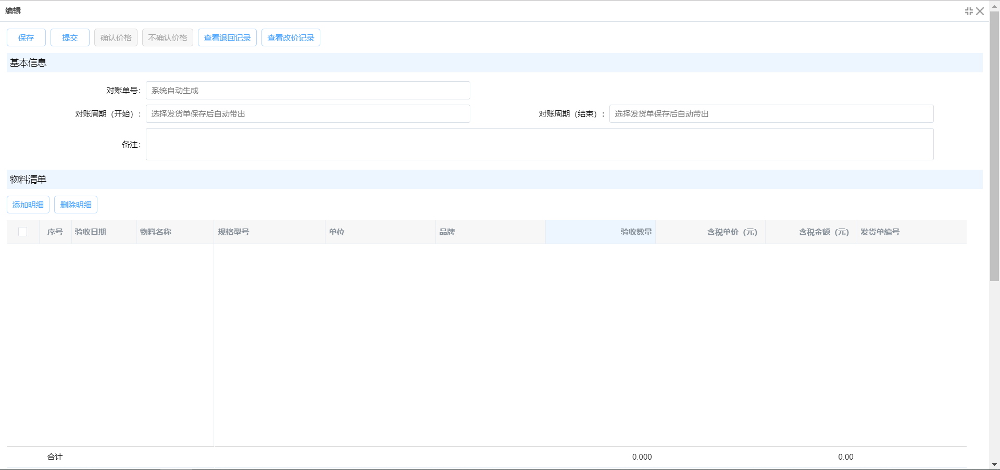 编辑
保存 提交 确认价格 不确认价格 查看退回记录 查看改价记录
基本信息
对账单号: 系统自动生成
对账周期（开始）: 选择发货单保存后自动带出 对账周期（结束）: 选择发货单保存后自动带出
备注:
物料清单
添加明细 删除明细
序号 验收日期 物料名称 规格型号 单位 品牌 验收数量 含税单价（元） 含税金额（元） 发货单编号
合计 0.000 0.00